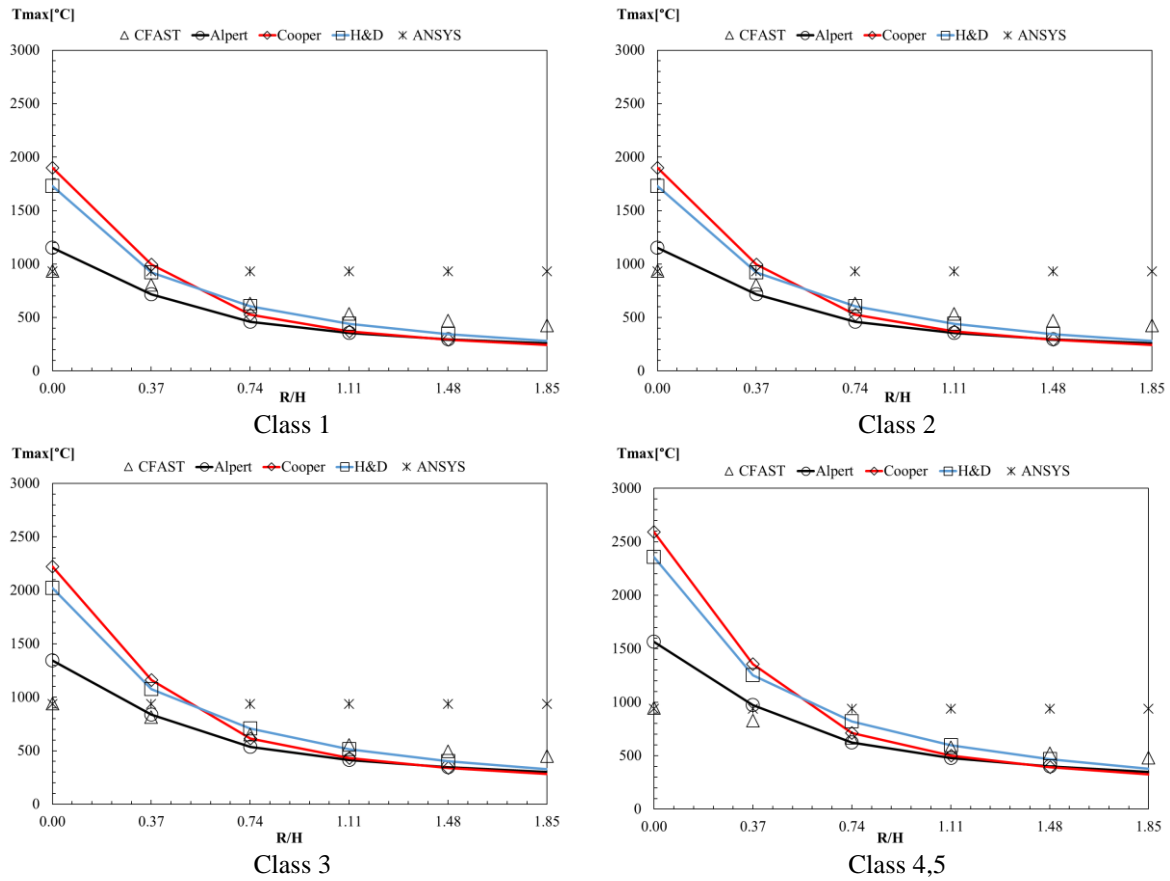 Tmax[°C]
CFAST Alpert Cooper H&D ANSYS
3000
2500
2000
1500
1000
500
0
0.00 0.37 0.74 1.11 1.48 1.85
R/H
Class 1
Tmax[°C]
CFAST Alpert Cooper H&D ANSYS
3000
2500
2000
1500
1000
500
0
0.00 0.37 0.74 1.11 1.48 1.85
R/H
Class 2
Tmax[°C]
CFAST Alpert Cooper H&D ANSYS
3000
2500
2000
1500
1000
500
0
0.00 0.37 0.74 1.11 1.48 1.85
R/H
Class 3
Tmax[°C]
CFAST Alpert Cooper H&D ANSYS
3000
2500
2000
1500
1000
500
0
0.00 0.37 0.74 1.11 1.48 1.85
R/H
Class 4,5